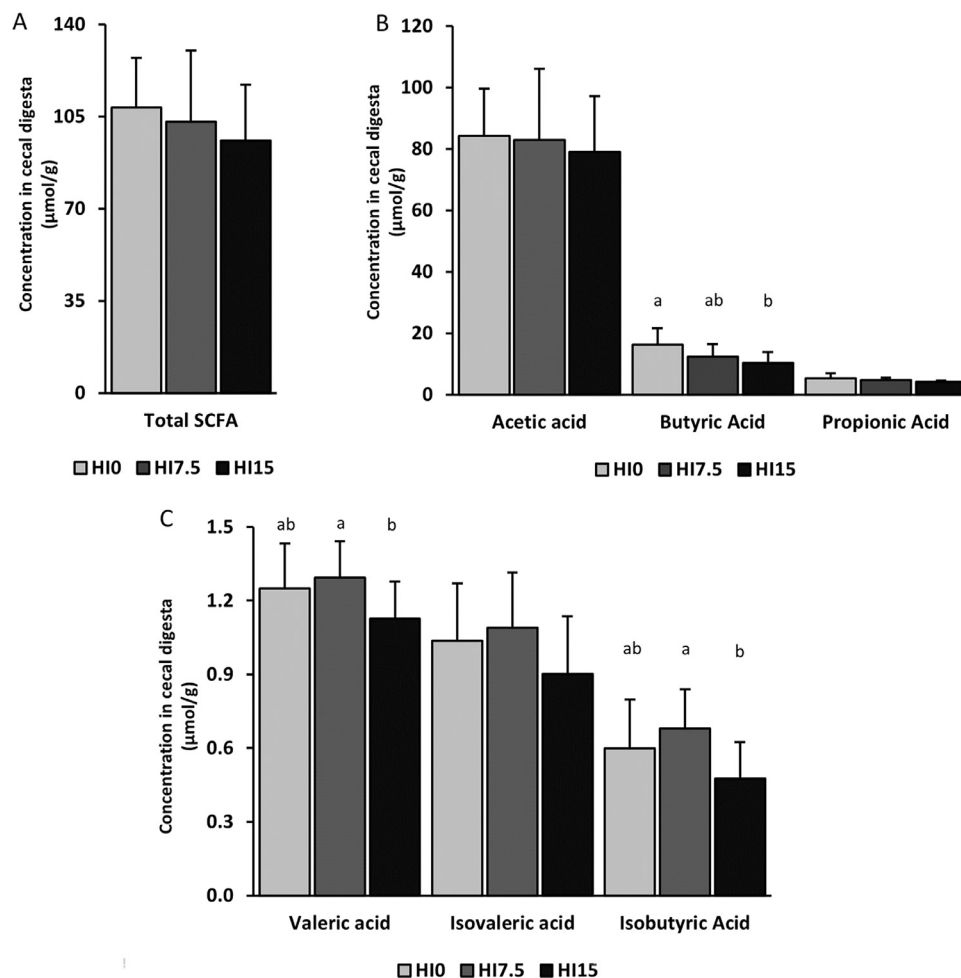 A
Concentration in cecal digesta
(µmol/g)
140
105
70
35
0
Total SCFA
HI0 HI7.5 HI15
B
Concentration in cecal digesta
(µmol/g)
120
100
80
60
40
20
0
a ab b
Acetic acid Butyric Acid Propionic Acid
HI0 HI7.5 HI15
C
Concentration in cecal digesta
(µmol/g)
1.5
1.2
0.9
0.6
0.3
0.0
ab a b
ab a b
Valeric acid Isovaleric acid Isobutyric Acid
HI0 HI7.5 HI15